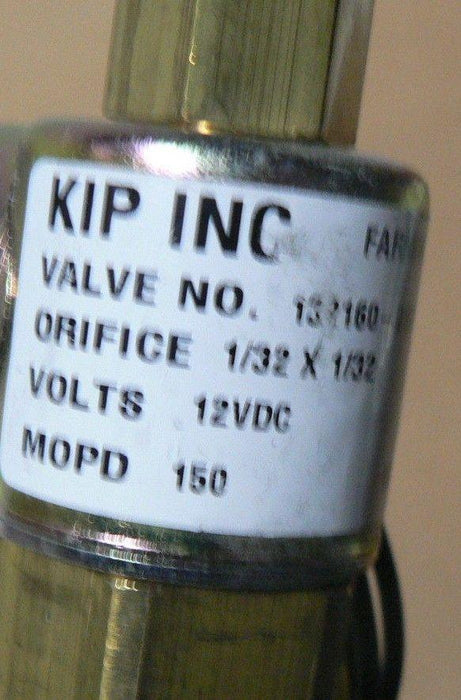 KIP INC
VALVE NO.
ORIFICE 1/32 X 1/32
VOLTS 12VDC
MOPD 150